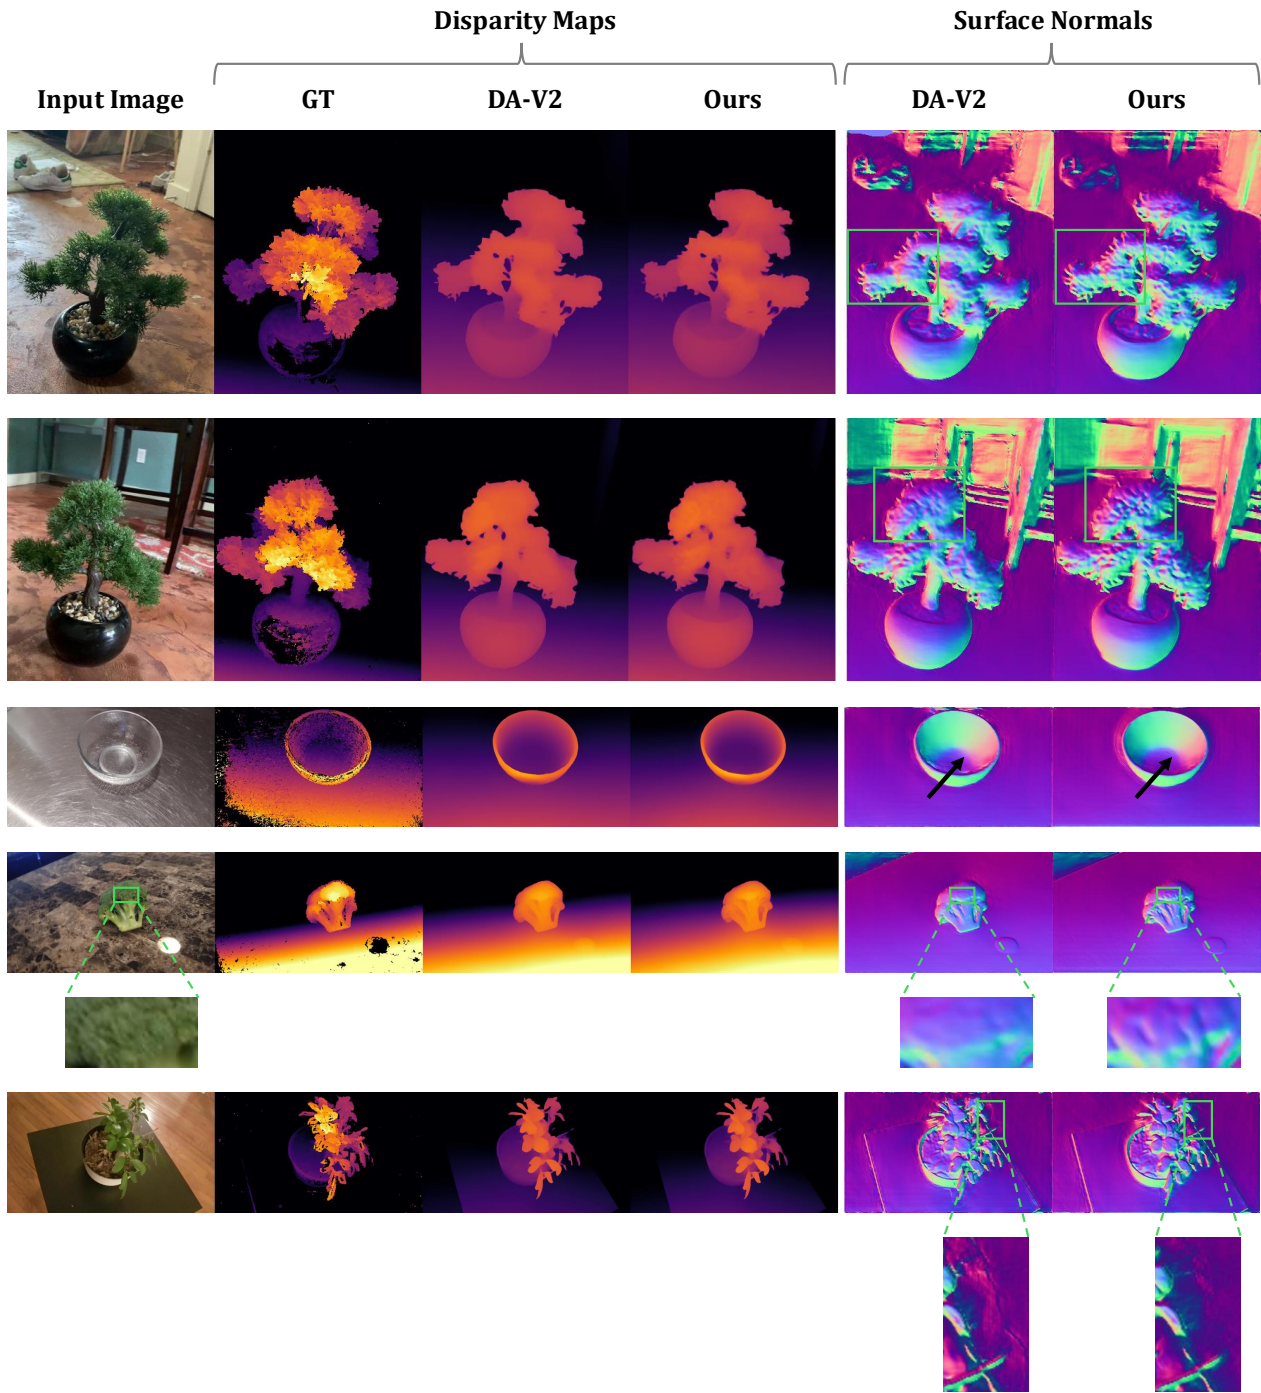 Disparity Maps
Surface Normals
Input Image
GT
DA-V2
Ours
DA-V2
Ours